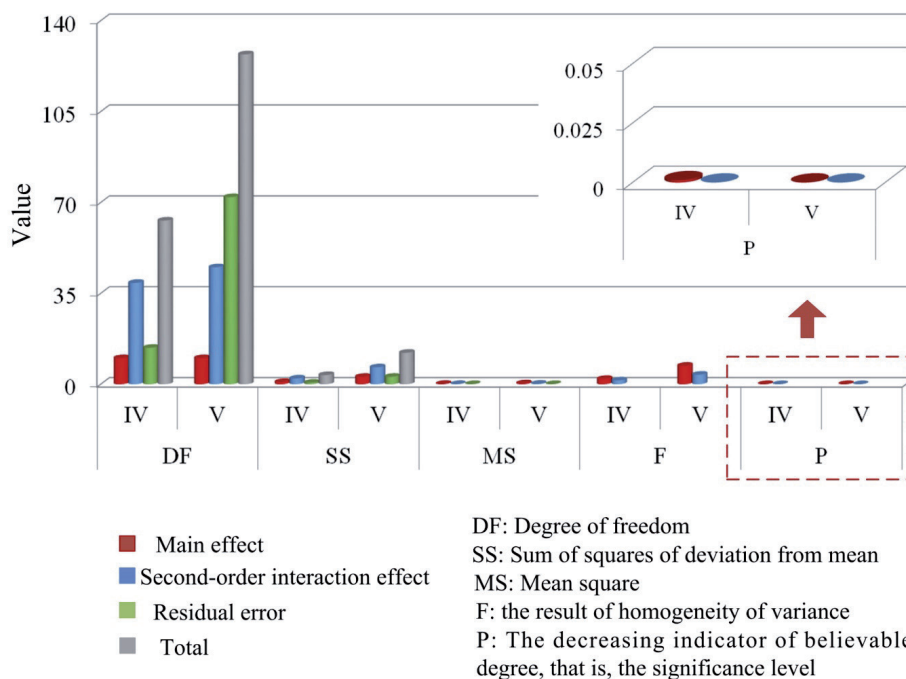 140
105
70
35
0
Value
IV
V
IV
V
IV
V
IV
V
IV
V
DF
SS
MS
F
P
0.05
0.025
0
IV
V
P
Main effect
Second-order interaction effect
Residual error
Total
DF: Degree of freedom
SS: Sum of squares of deviation from mean
MS: Mean square
F: the result of homogeneity of variance
P: The decreasing indicator of believable
degree, that is, the significance level